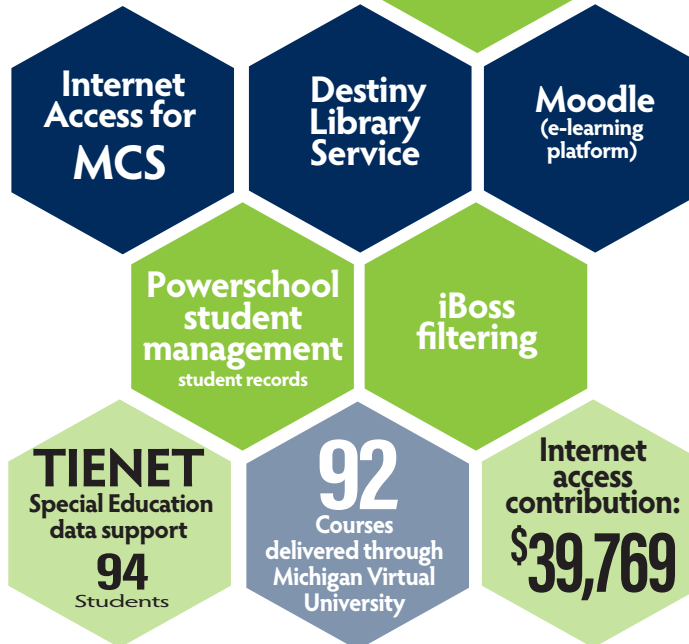 Internet
Access for
MCS
Destiny
Library
Service
Moodle
(e-learning
platform)
Powerschool
student
management
student records
iBoss
filtering
TIENET
Special Education
data support
94
Students
92
Courses
delivered through
Michigan Virtual
University
Internet
access
contribution:
$39,769